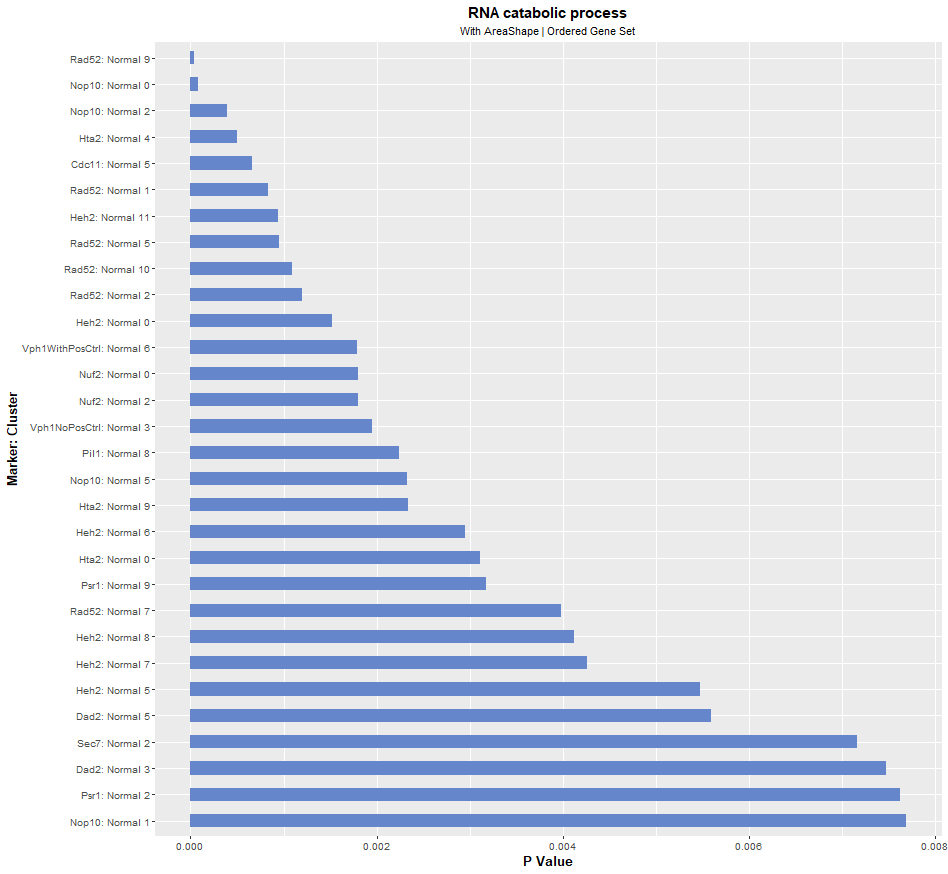 RNA catabolic process
With AreaShape | Ordered Gene Set
Marker: Cluster
Rad52: Normal 9
Nop10: Normal 0
Nop10: Normal 2
Hta2: Normal 4
Cdc11: Normal 5
Rad52: Normal 1
Heh2: Normal 11
Rad52: Normal 5
Rad52: Normal 10
Rad52: Normal 2
Heh2: Normal 0
Vph1WithPosCtrl: Normal 6
Nuf2: Normal 0
Nuf2: Normal 2
Vph1NoPosCtrl: Normal 3
Pil1: Normal 8
Nop10: Normal 5
Hta2: Normal 9
Heh2: Normal 6
Hta2: Normal 0
Psr1: Normal 9
Rad52: Normal 7
Heh2: Normal 8
Heh2: Normal 7
Heh2: Normal 5
Dad2: Normal 5
Sec7: Normal 2
Dad2: Normal 3
Psr1: Normal 2
Nop10: Normal 1
0.000 0.002 0.004 0.006 0.008
P Value